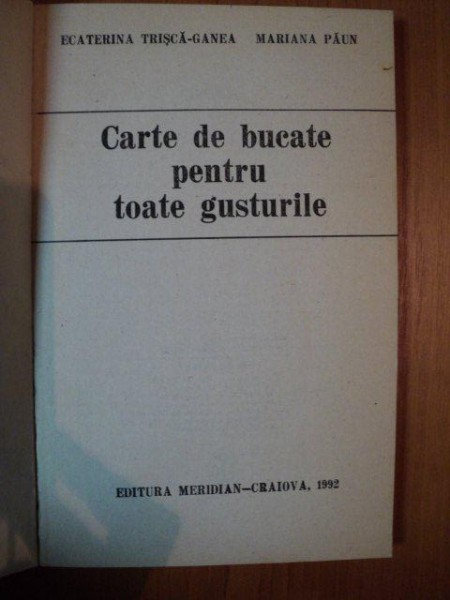 ECATERINA TRIȘCĂ-GANEA MARIANA PĂUN
Carte de bucate
pentru
toate gusturile
EDITURA MERIDIAN—CRAIOVA, 1992